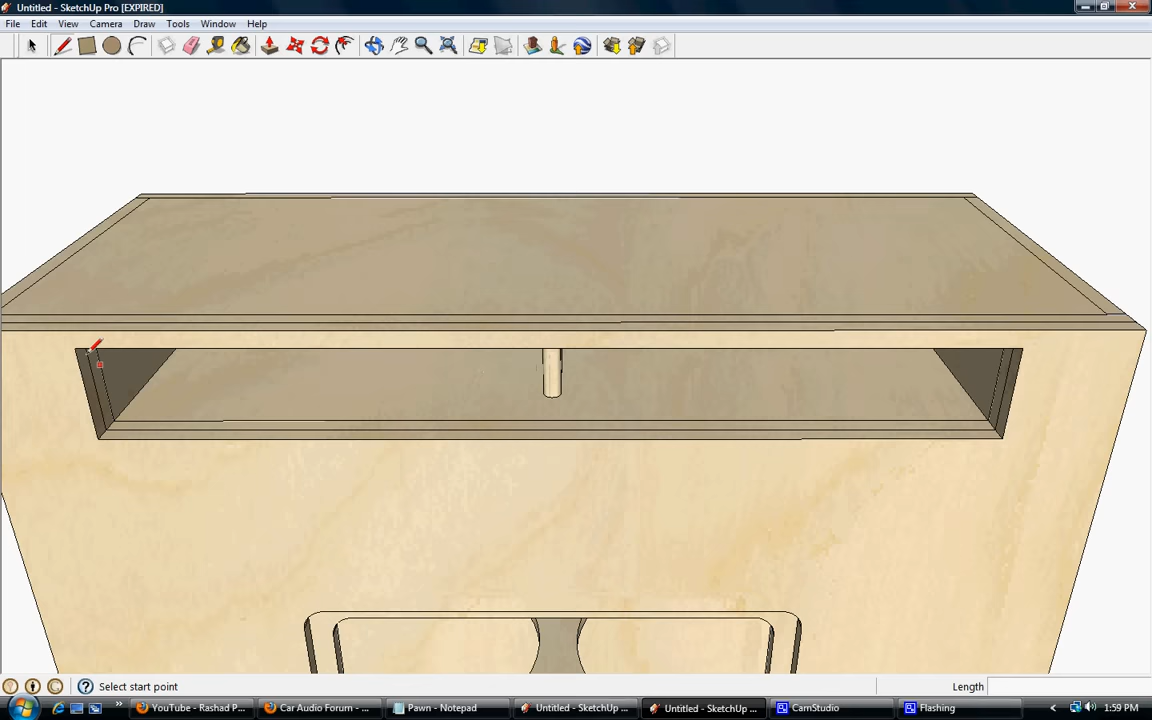 Untitled - SketchUp Pro [EXPIRED]
File Edit View Camera Draw Tools Window Help
Select start point
Length
YouTube - Rashad P...
Car Audio Forum - ...
Pawn - Notepad
Untitled - SketchUp ...
Untitled - SketchUp ...
CamStudio
Flashing
1:59 PM